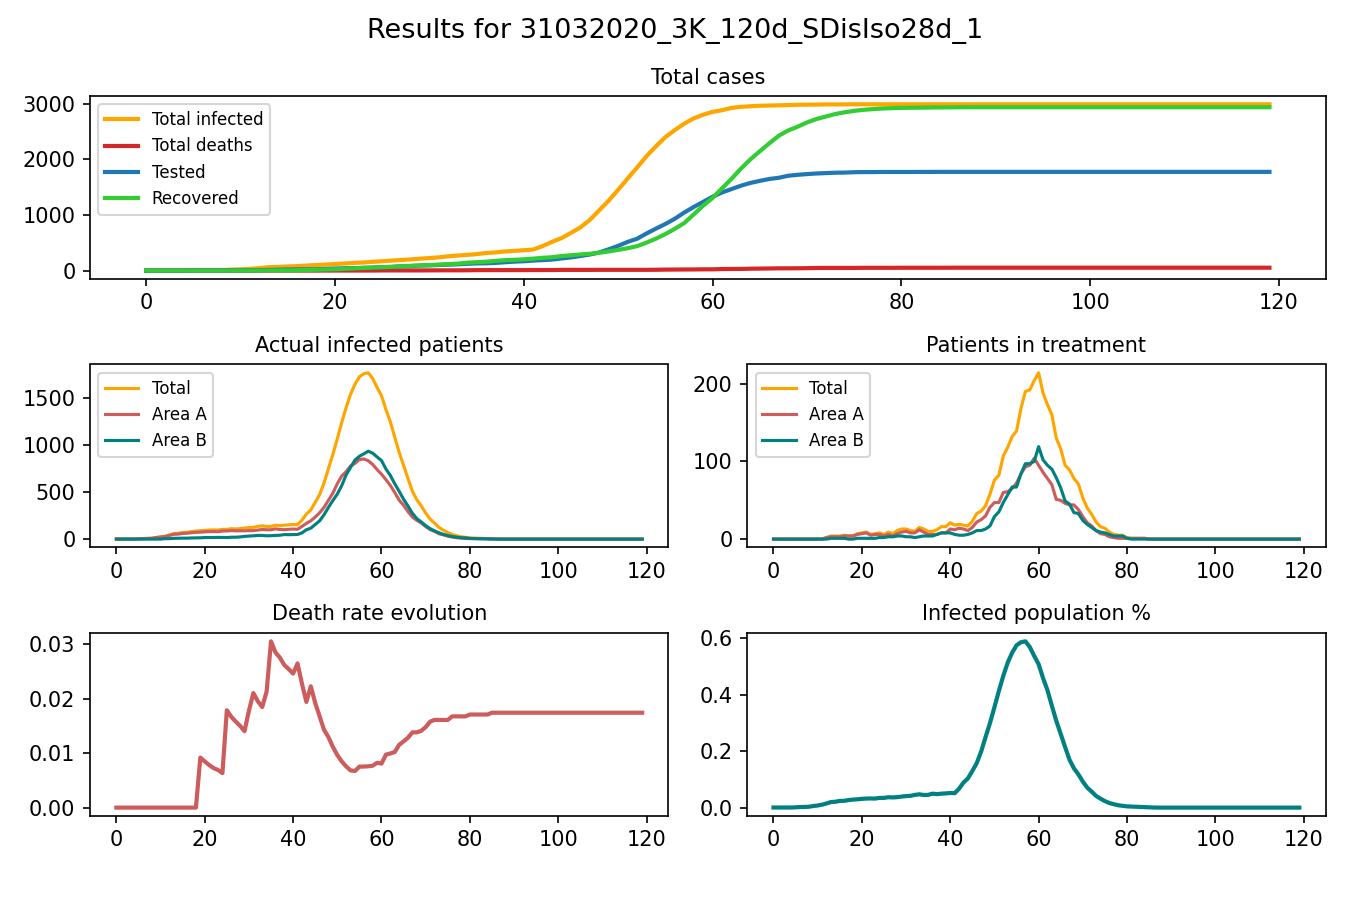 Results for 31032020_3K_120d_SDisIso28d_1
Total cases
3000
2000
1000
0
Total infected
Total deaths
Tested
Recovered
0 20 40 60 80 100 120
Actual infected patients
1500
1000
500
0
Total
Area A
Area B
0 20 40 60 80 100 120
Patients in treatment
200
100
0
Total
Area A
Area B
0 20 40 60 80 100 120
Death rate evolution
0.03
0.02
0.01
0.00
0 20 40 60 80 100 120
Infected population %
0.6
0.4
0.2
0.0
0 20 40 60 80 100 120